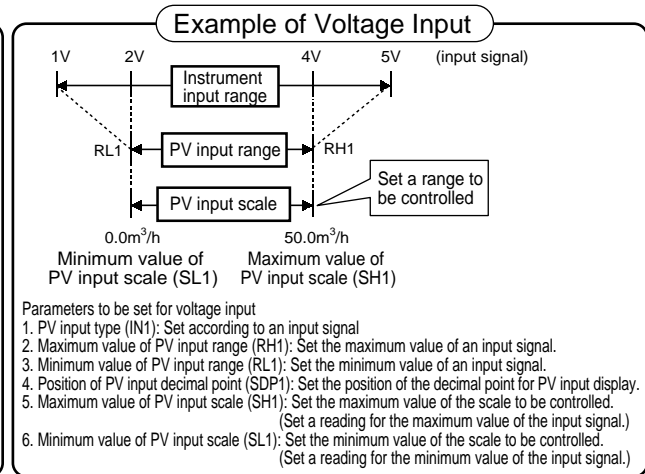 Example of Voltage Input
1V 2V 4V 5V (input signal)
Instrument
input range
RL1 PV input range RH1
PV input scale
Set a range to
be controlled
0.0m³/h 50.0m³/h
Minimum value of
PV input scale (SL1)
Maximum value of
PV input scale (SH1)
Parameters to be set for voltage input
1. PV input type (IN1): Set according to an input signal
2. Maximum value of PV input range (RH1): Set the maximum value of an input signal.
3. Minimum value of PV input range (RL1): Set the minimum value of an input signal.
4. Position of PV input decimal point (SDP1): Set the position of the decimal point for PV input display.
5. Maximum value of PV input scale (SH1): Set the maximum value of the scale to be controlled.
(Set a reading for the maximum value of the input signal.)
6. Minimum value of PV input scale (SL1): Set the minimum value of the scale to be controlled.
(Set a reading for the minimum value of the input signal.)